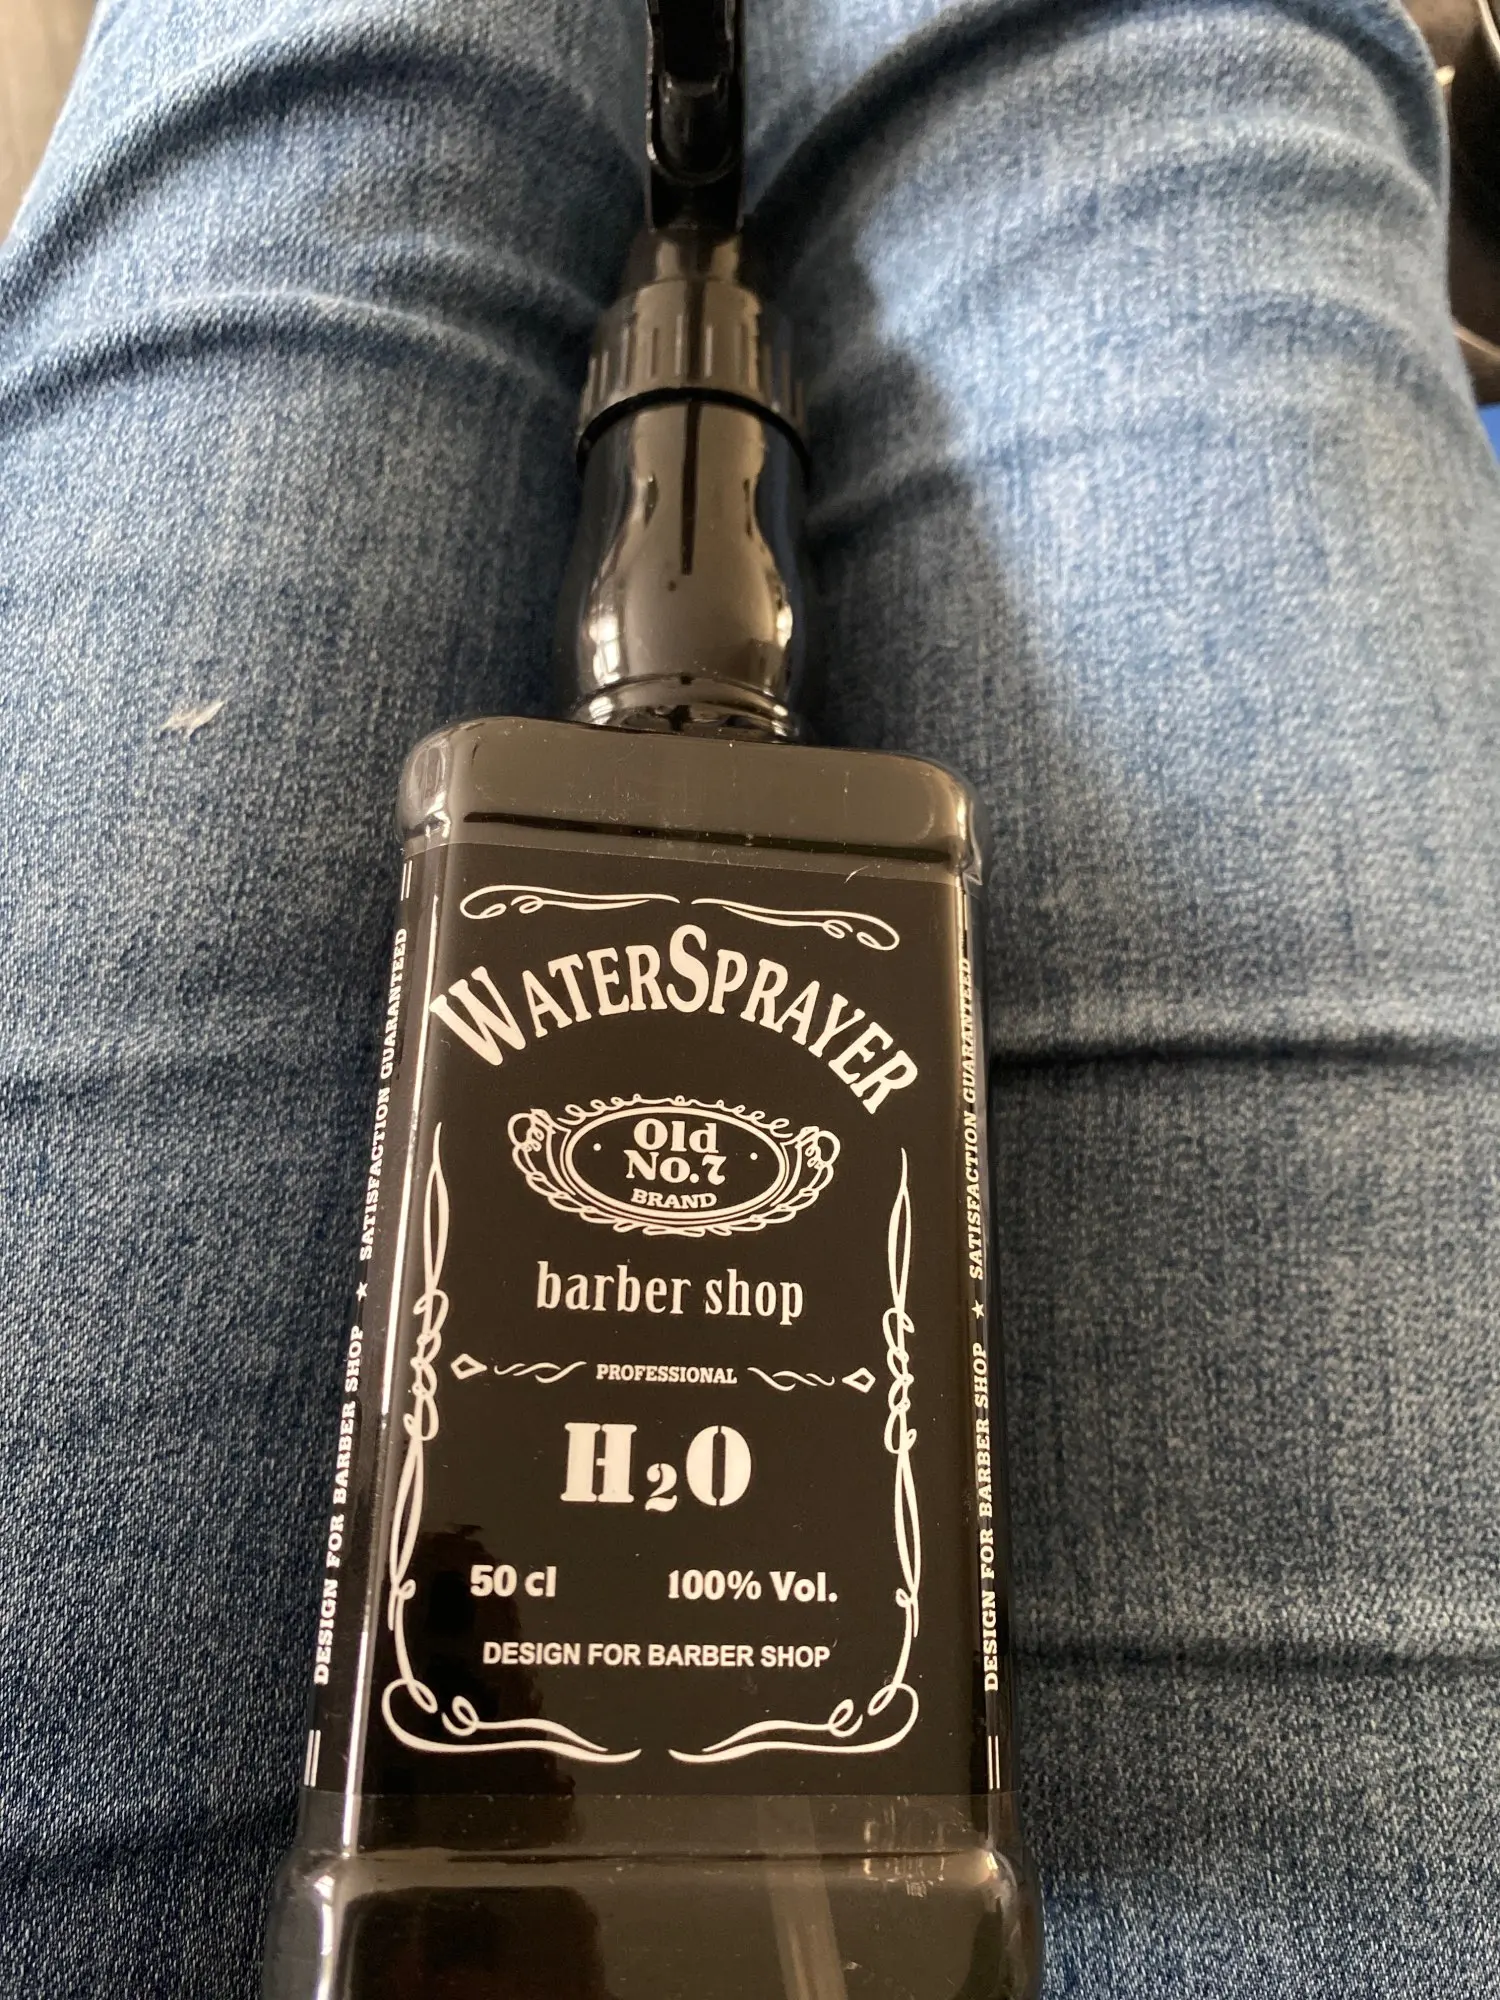 WATERSPRAYER
Old
No.7
BRAND
barber shop
PROFESSIONAL
H₂O
50 cl 100% Vol.
DESIGN FOR BARBER SHOP
DESIGN FOR BARBER SHOP ★ SATISFACTION GUARANTEED
DESIGN FOR BARBER SHOP ★ SATISFACTION GUARANTEED